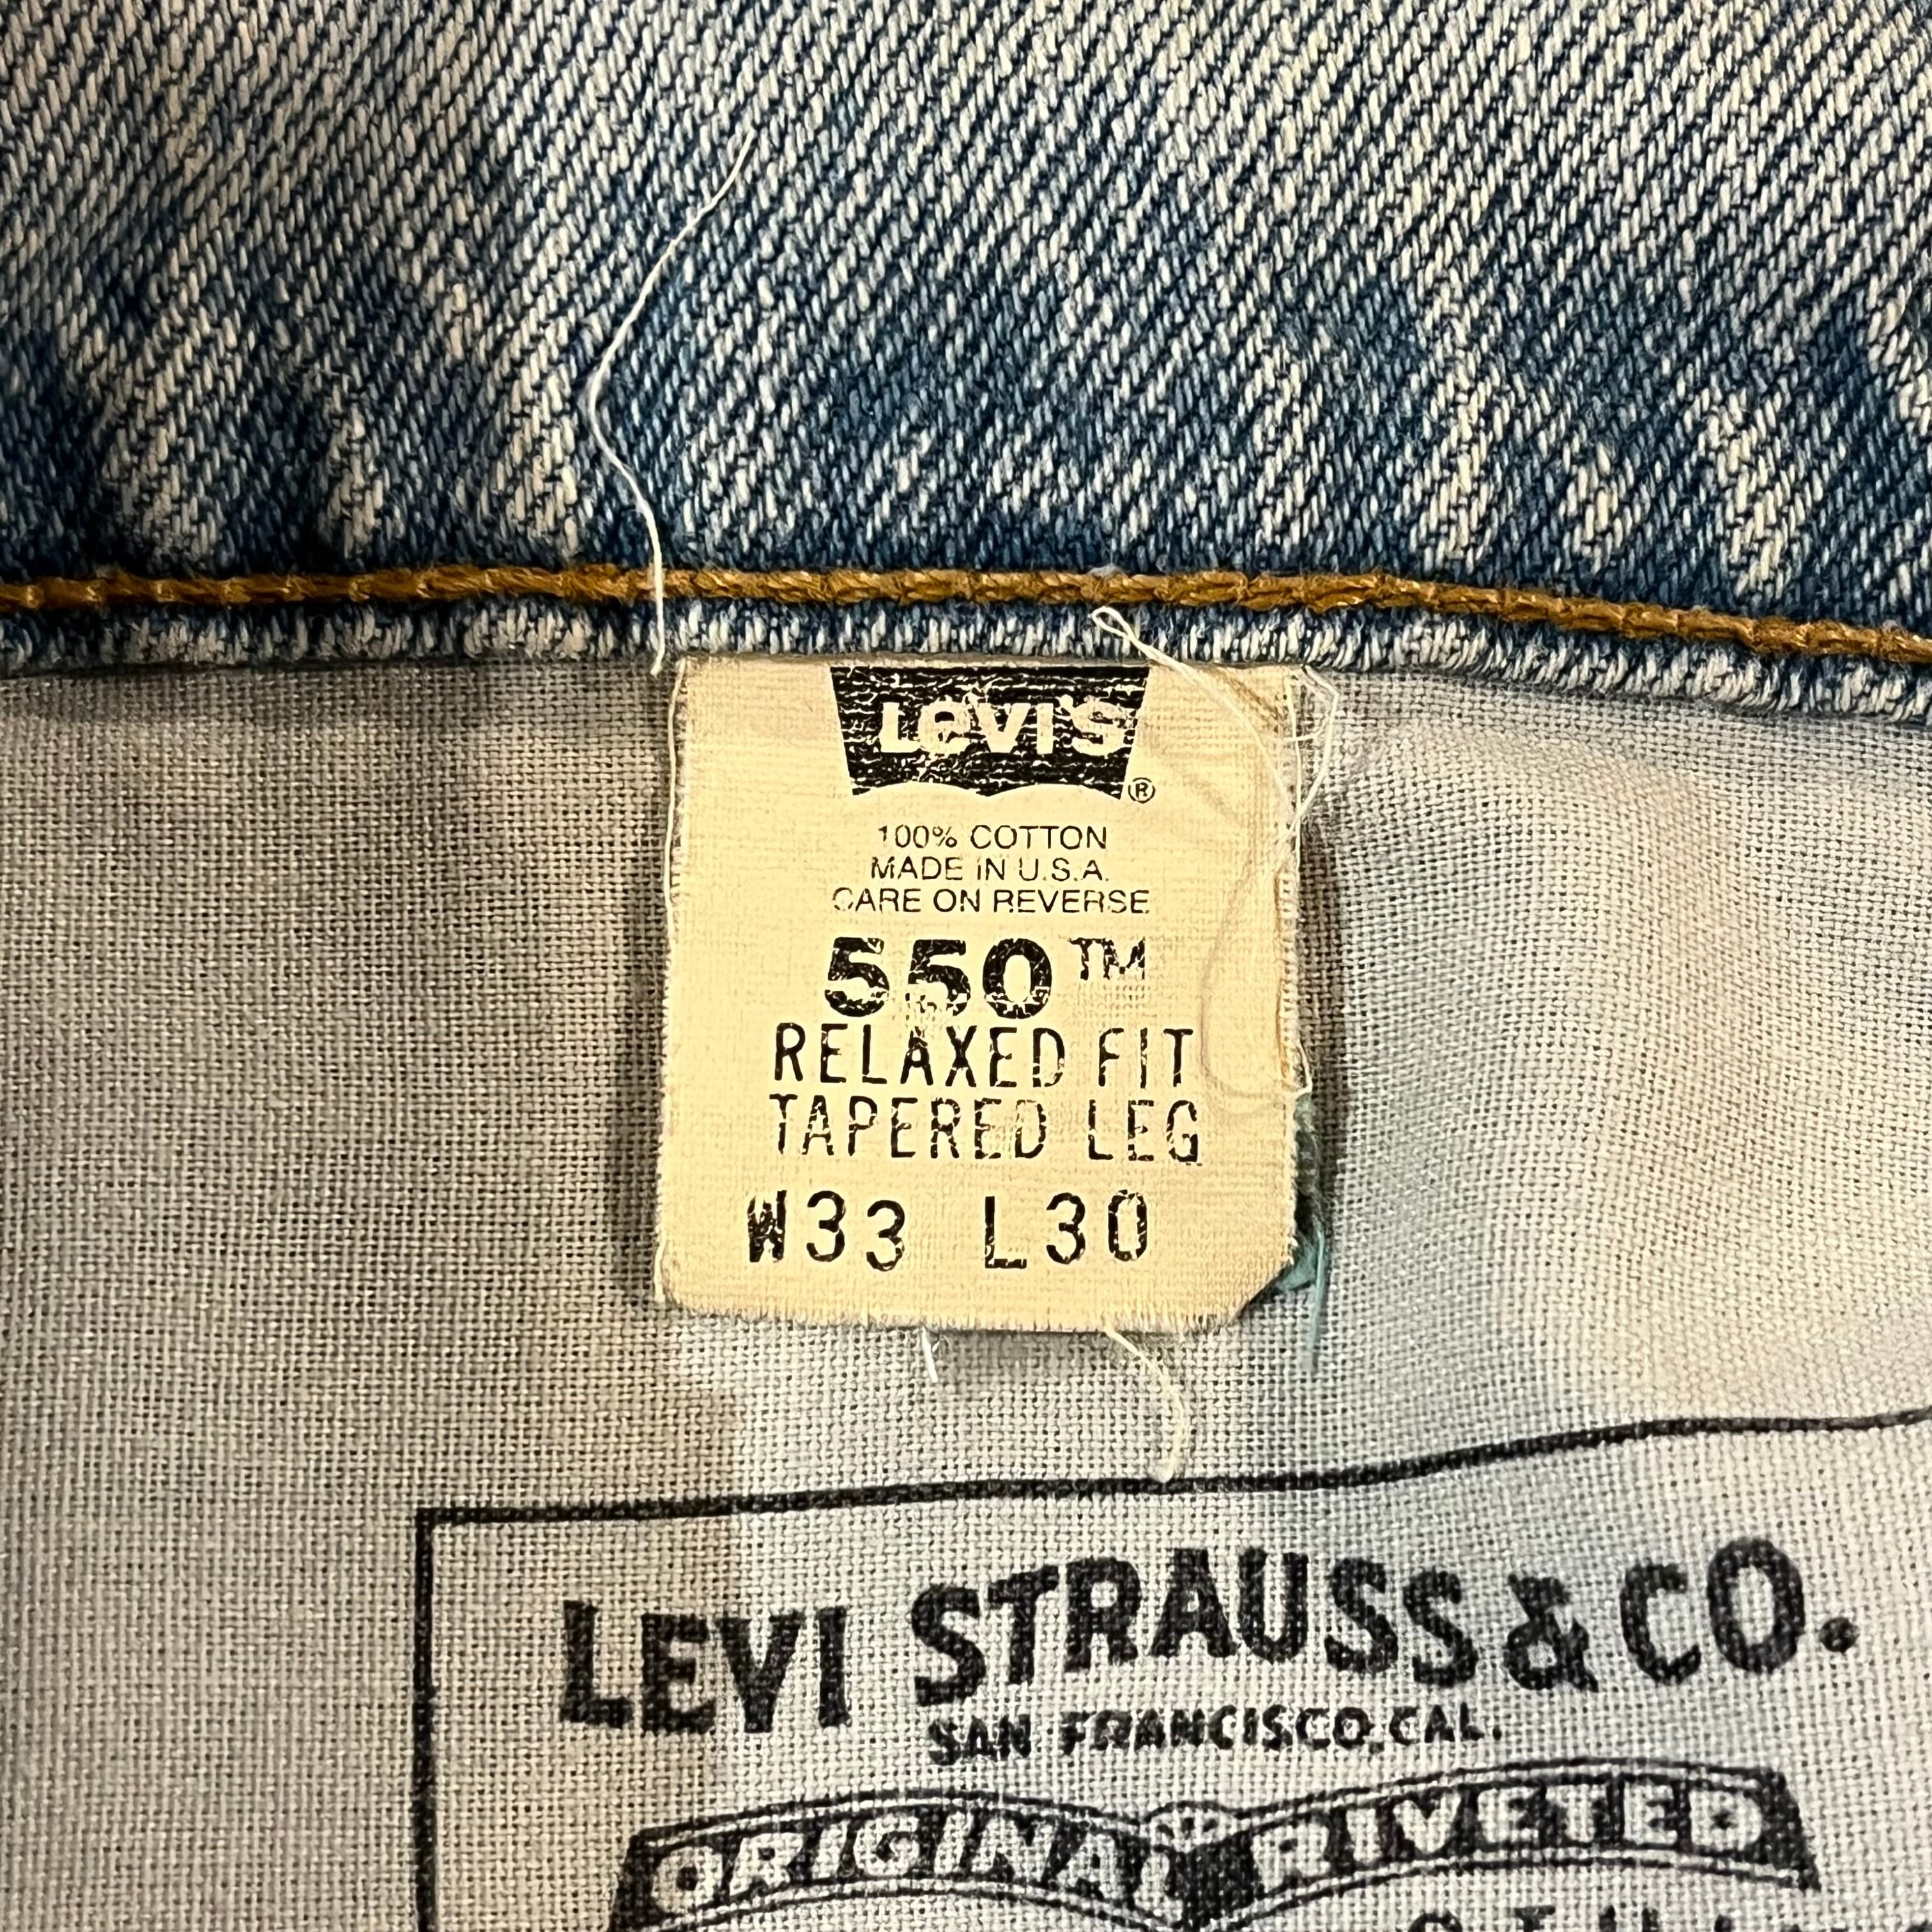 LEVI'S
®
100% COTTON
MADE IN U.S.A.
CARE ON REVERSE
550™
RELAXED FIT
TAPERED LEG
W33 L30
LEVI STRAUSS & CO.
SAN FRANCISCO, CAL.
ORIGINAL RIVETED